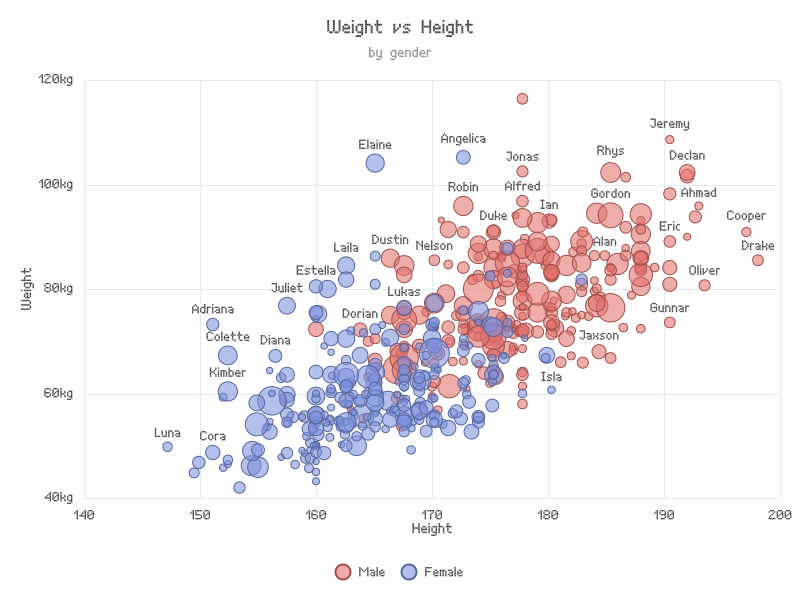 Weight vs Height
by gender
120kg
Jeremy
Elaine
Angelica
Jonas
Rhys
Declan
100kg
Robin
Alfred
Gordon
Ahmad
Duke
Ian
Cooper
Laila
Dustin
Nelson
Alan
Eric
Drake
Estella
Oliver
Weight
80kg
Juliet
Lukas
Adriana
Dorian
Gunnar
Colette
Diana
Jaxson
Kimber
Isla
60kg
Luna
Cora
40kg
140
150
160
170
180
190
200
Height
Male
Female